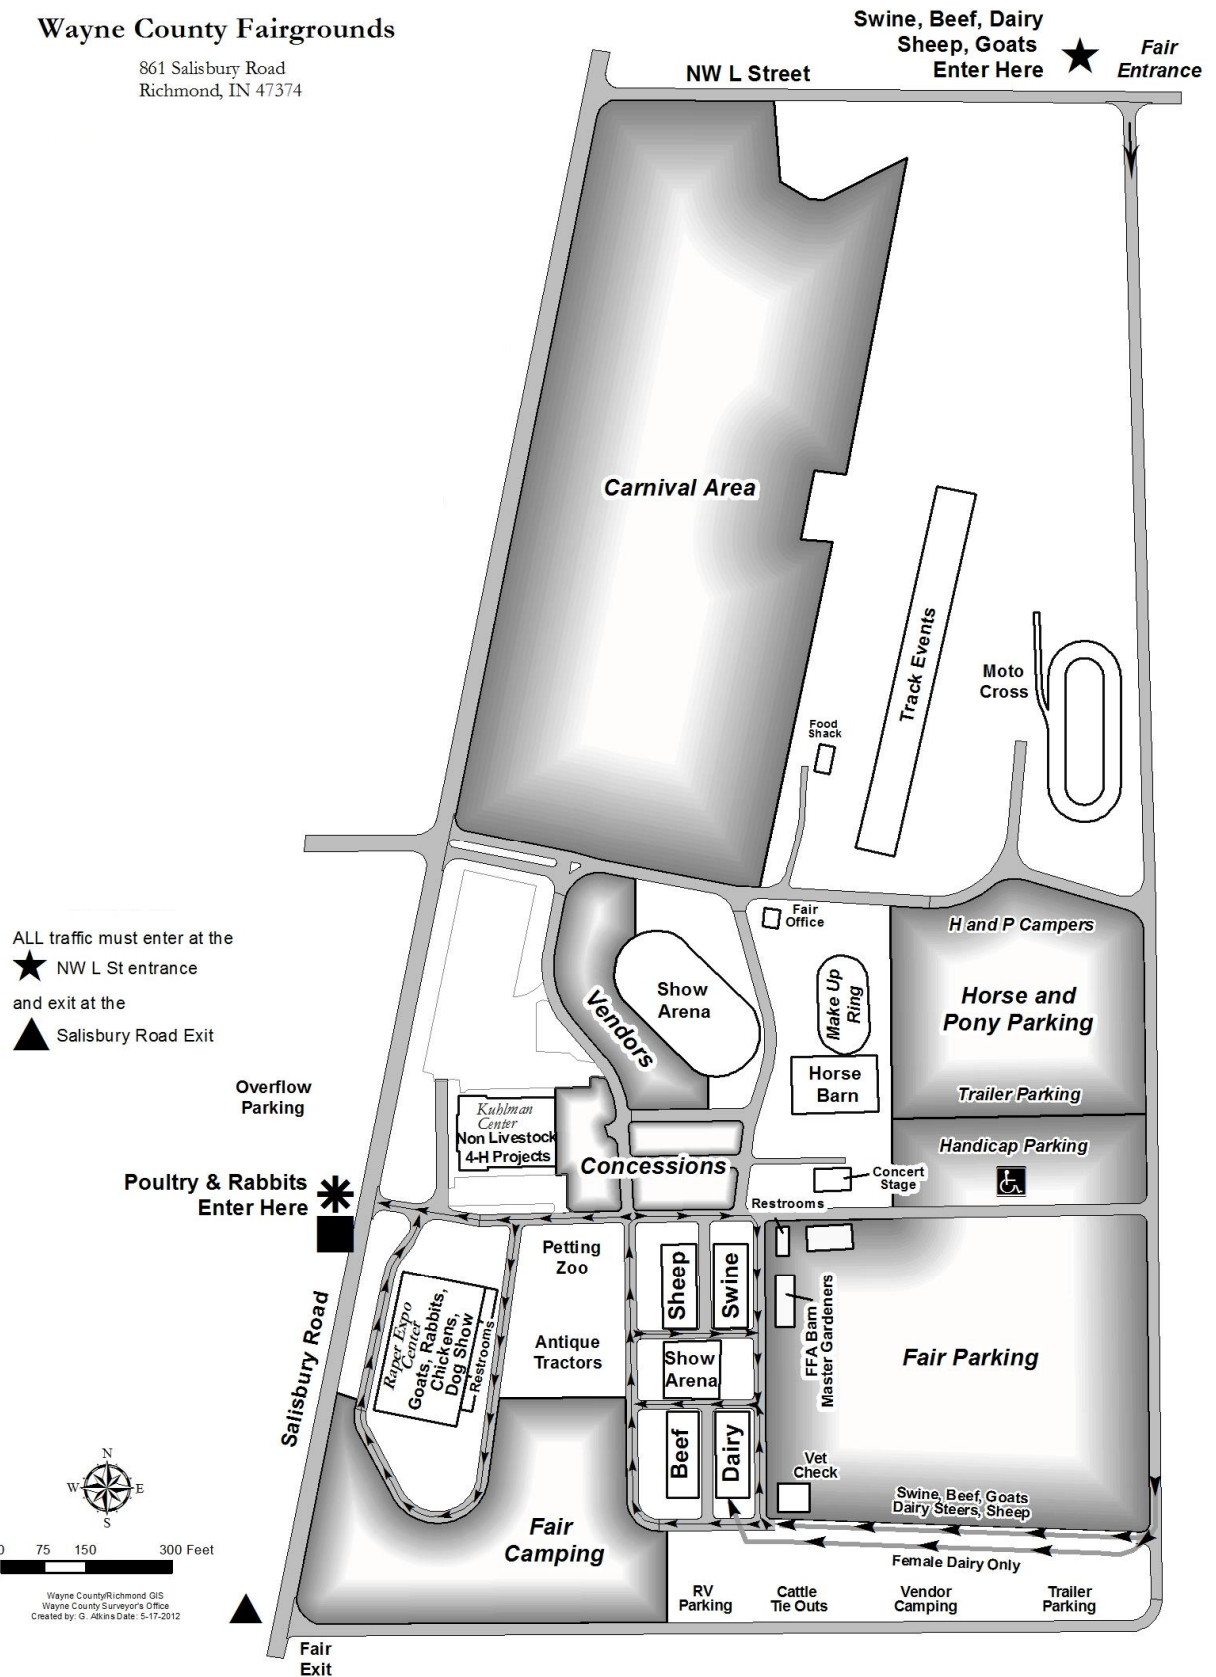 Wayne County Fairgrounds
861 Salisbury Road
Richmond, IN 47374
Swine, Beef, Dairy
Sheep, Goats
Enter Here
Fair
Entrance
NW L Street
Carnival Area
Track Events
Moto
Cross
Food
Shack
ALL traffic must enter at the
NW L St entrance
and exit at the
Salisbury Road Exit
Fair
Office
H and P Campers
Horse and
Pony Parking
Trailer Parking
Handicap Parking
Make Up
Ring
Horse
Barn
Show
Arena
Vendors
Overflow
Parking
Kuhlman
Center
Non Livestock
4-H Projects
Concessions
Concert
Stage
Restrooms
Poultry & Rabbits
Enter Here
Salisbury Road
Petting
Zoo
Antique
Tractors
Raper Expo
Center
Goats, Rabbits,
Chickens,
Dog Show
Restrooms
Sheep
Swine
Show
Arena
Beef
Dairy
FFA Barn
Master Gardeners
Fair Parking
Vet
Check
Swine, Beef, Goats
Dairy Steers, Sheep
Female Dairy Only
Fair
Camping
RV
Parking
Cattle
Tie Outs
Vendor
Camping
Trailer
Parking
N
W E
S
0 75 150 300 Feet
Wayne County/Richmond GIS
Wayne County Surveyor's Office
Created by: G. Atkins Date: 5-17-2012
Fair
Exit